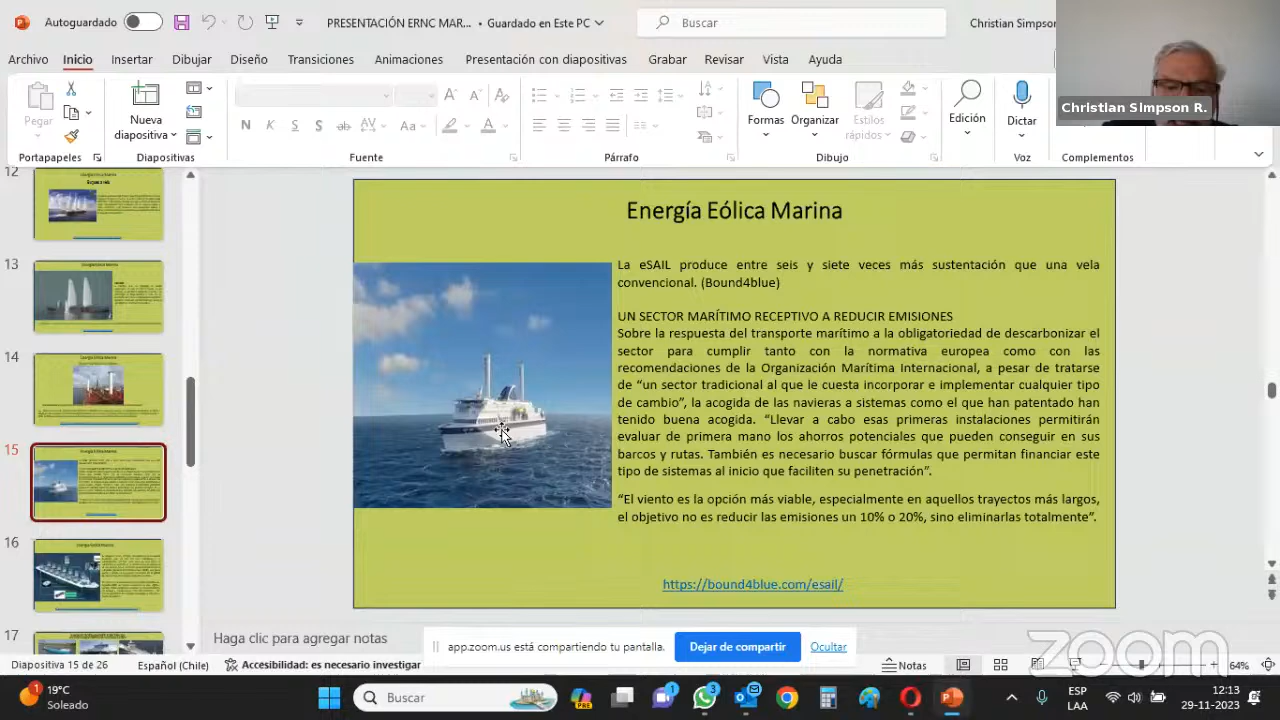 Autoguardado
PRESENTACIÓN ERNC MAR... • Guardado en Este PC
Buscar
Christian Simpson
Archivo Inicio Insertar Dibujar Diseño Transiciones Animaciones Presentación con diapositivas Grabar Revisar Vista Ayuda
Christian Simpson R.
Pegar
Nueva diapositiva
Formas
Organizar
Estilos rápidos
Edición
Dictar
Portapapeles
Diapositivas
Fuente
Párrafo
Dibujo
Voz
Complementos
12
13
14
15
16
17
Energía Eólica Marina
La eSAIL produce entre seis y siete veces más sustentación que una vela
convencional. (Bound4blue)
UN SECTOR MARÍTIMO RECEPTIVO A REDUCIR EMISIONES
Sobre la respuesta del transporte marítimo a la obligatoriedad de descarbonizar el
sector para cumplir tanto con la normativa europea como con las
recomendaciones de la Organización Marítima Internacional, a pesar de tratarse
de “un sector tradicional al que le cuesta incorporar e implementar cualquier tipo
de cambio”, la acogida de las navieras a sistemas como el que han patentado han
tenido buena acogida. “Llevar a cabo esas primeras instalaciones permitirán
evaluar de primera mano los ahorros potenciales que pueden conseguir en sus
barcos y rutas. También es necesario buscar fórmulas que permitan financiar este
tipo de sistemas al inicio que faciliten su penetración”.
“El viento es la opción más viable, especialmente en aquellos trayectos más largos,
el objetivo no es reducir las emisiones un 10% o 20%, sino eliminarlas totalmente”.
https://bound4blue.com/esail/
Haga clic para agregar notas
app.zoom.us está compartiendo tu pantalla.
Dejar de compartir
Ocultar
zoom
Diapositiva 15 de 26
Español (Chile)
Accesibilidad: es necesario investigar
Notas
64%
1
19°C
Soleado
Buscar
PRE
1
3
ESP
LAA
12:13
29-11-2023